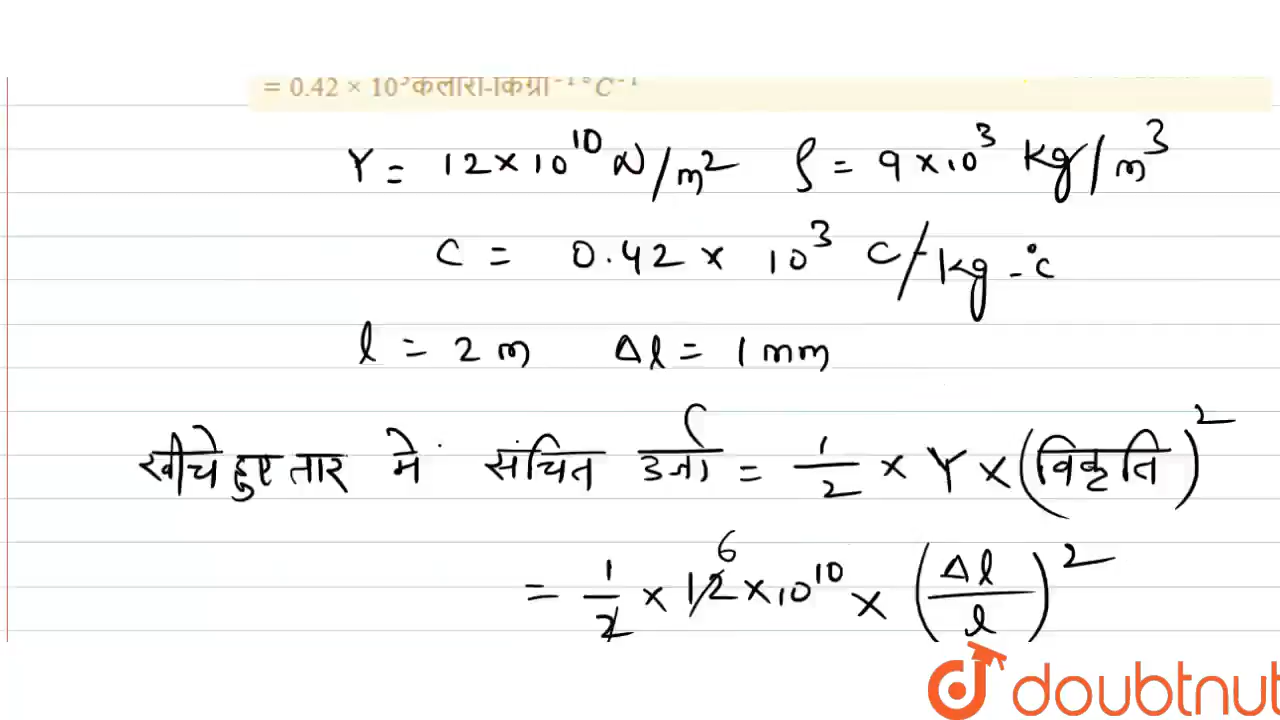 = 0.42 × 10³ C⁻¹
Y = 12 × 10¹⁰ N/m² ρ = 9 × 10³ kg/m³
C = 0.42 × 10³ C/kg-°C
l = 2 m Δl = 1 mm
खींचे हुए तार में संचित ऊर्जा = 1/2 × Y × (विकृति)²
= 1/2 × 12 6 × 10¹⁰ × (Δl/l)²
doubtnut